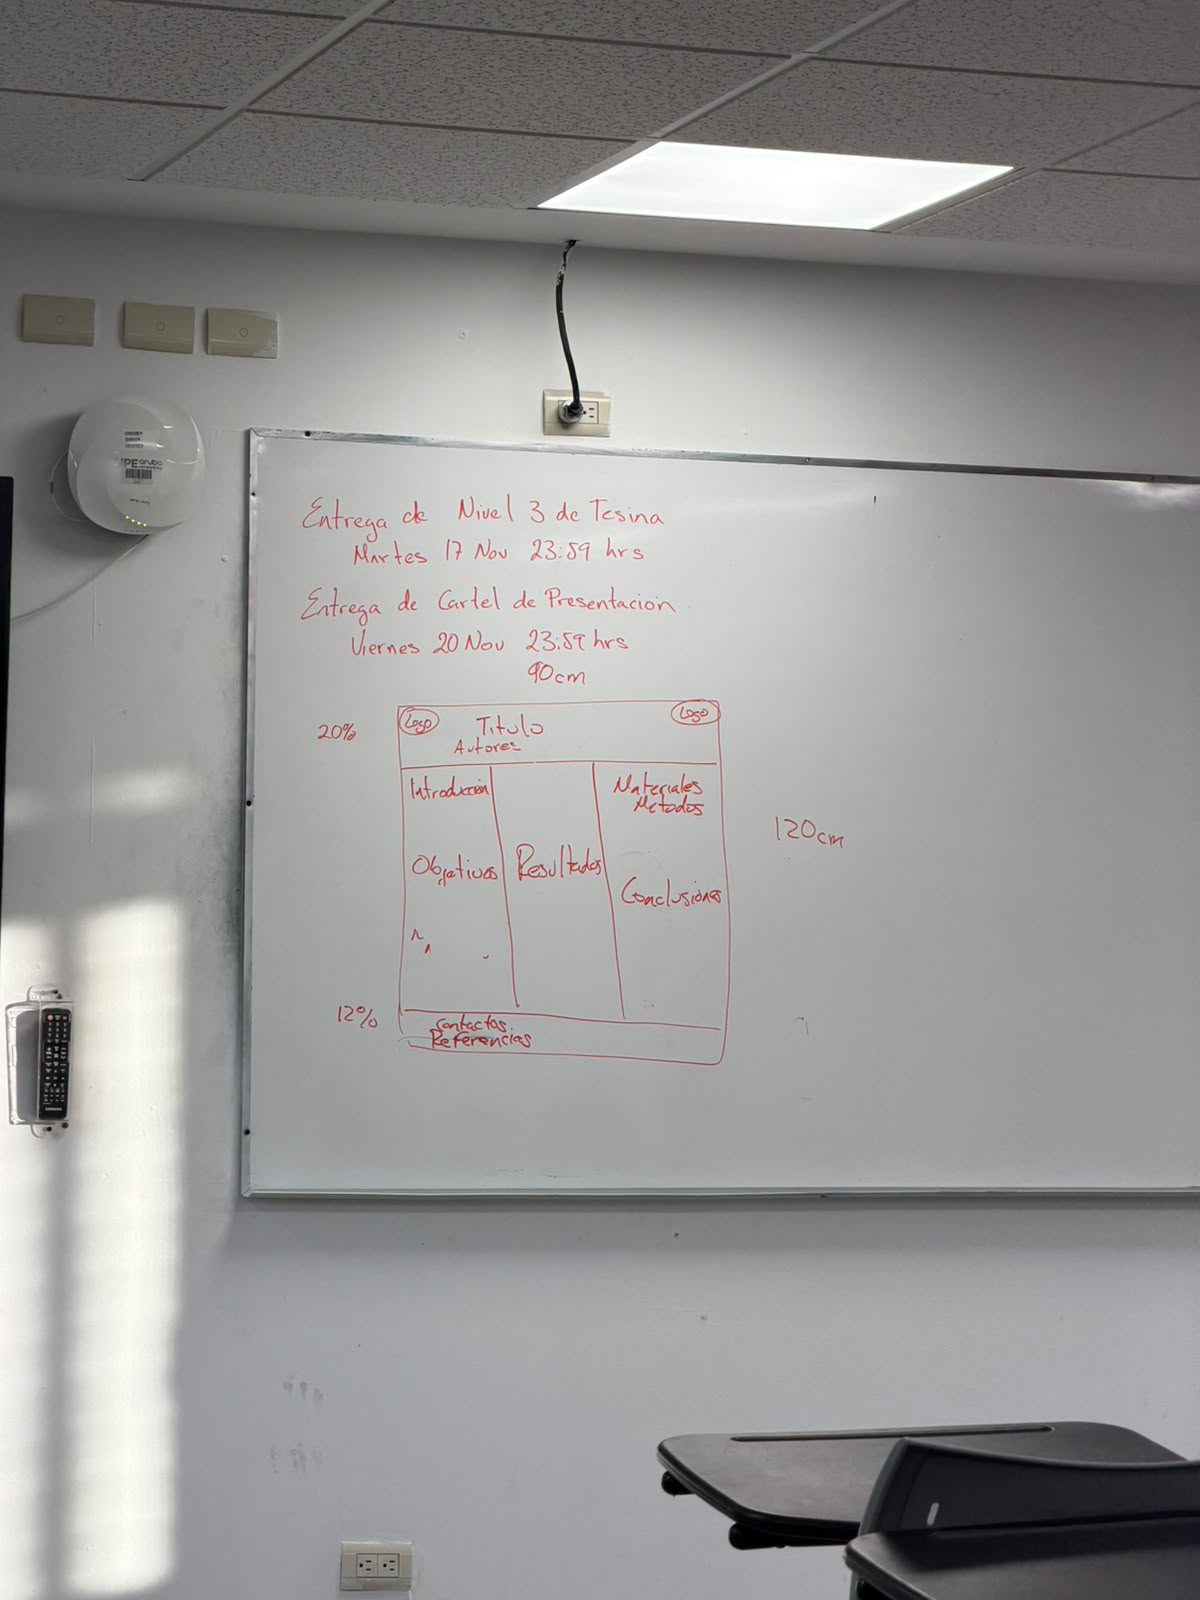 Entrega de Nivel 3 de Tesina
Martes 17 Nov 23:59 hrs
Entrega de Cartel de Presentacion
Viernes 20 Nov 23:59 hrs
90cm
20%
Logo
Titulo
Logo
Autores
Introducción
Objetivos
Resultados
Materiales
Metodos
Conclusiones
120cm
12%
Contactos
Referencias
aruba
SAMSUNG